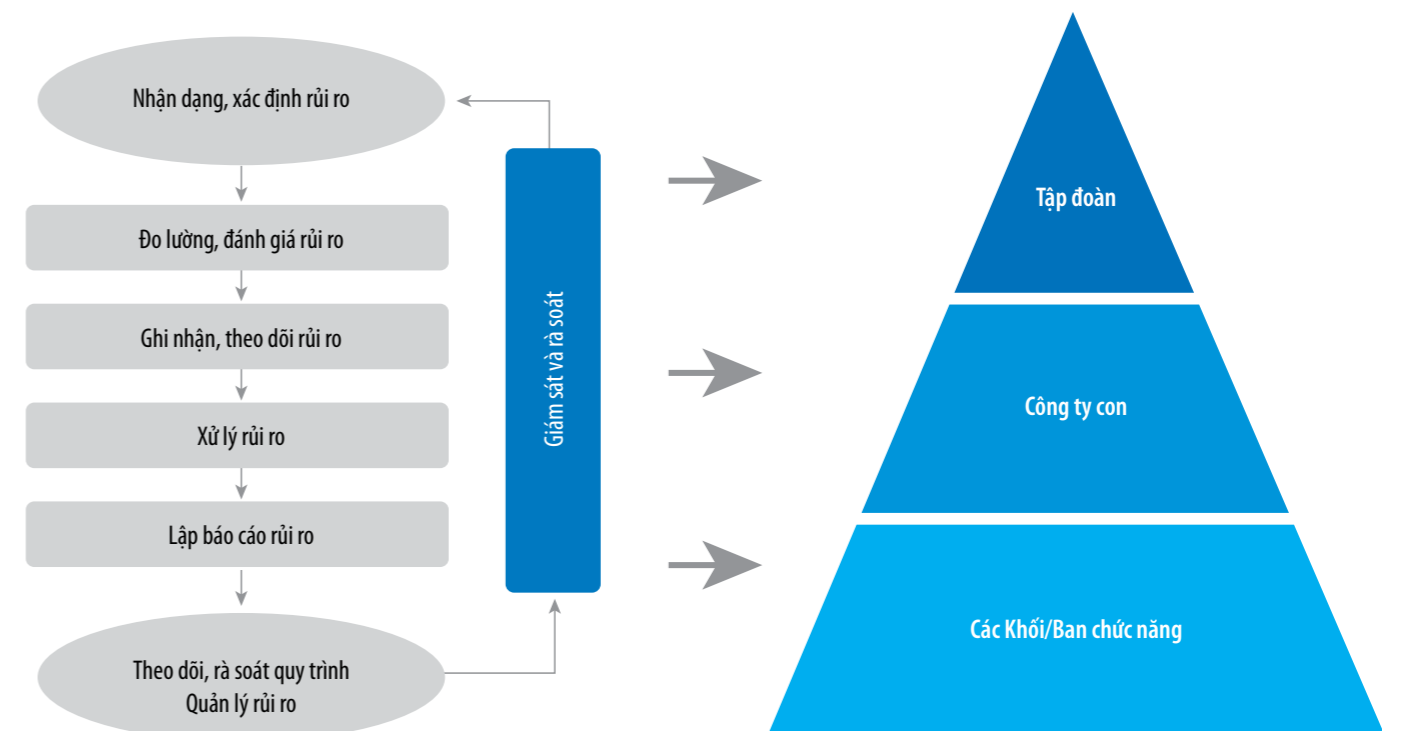 Nhận dạng, xác định rủi ro
Đo lường, đánh giá rủi ro
Ghi nhận, theo dõi rủi ro
Xử lý rủi ro
Lập báo cáo rủi ro
Theo dõi, rà soát quy trình
Quản lý rủi ro
Giám sát và rà soát
Tập đoàn
Công ty con
Các Khối/Ban chức năng